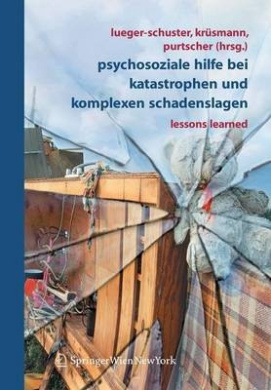 lueger-schuster, krüsmann,
purtscher (hrsg.)
psychosoziale hilfe bei
katastrophen und
komplexen schadenslagen
lessons learned
SpringerWienNewYork